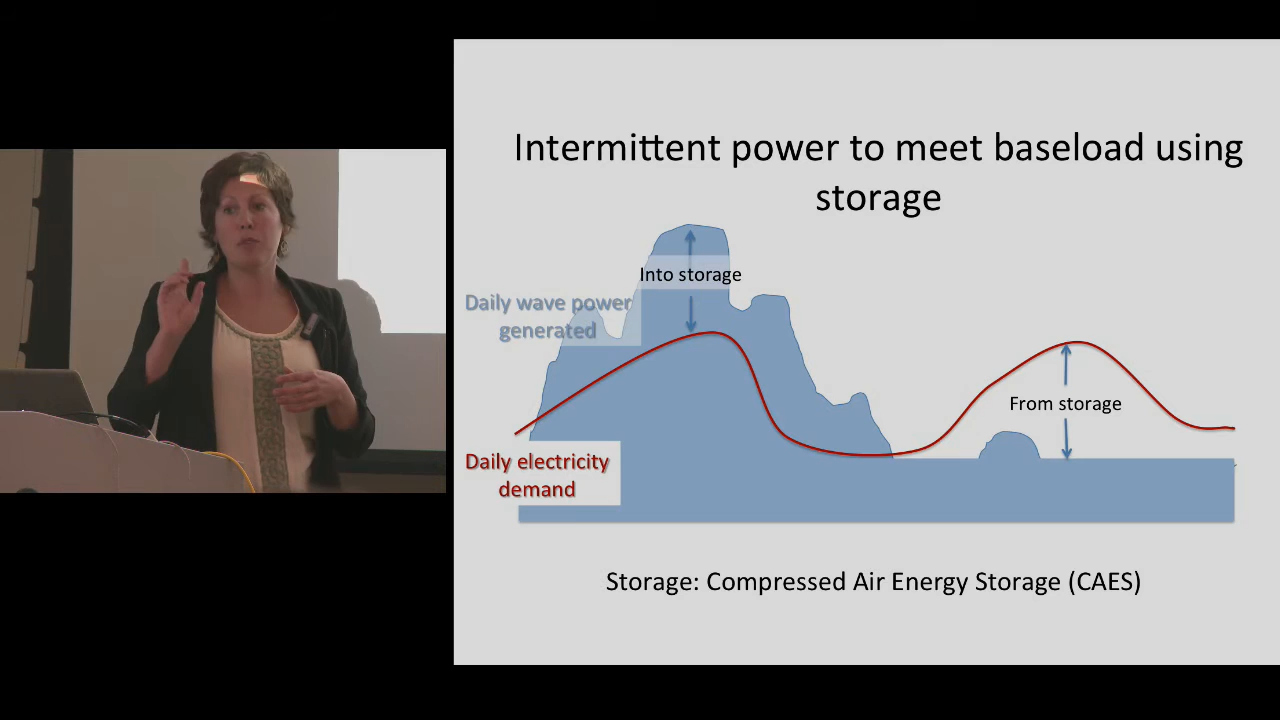 Intermittent power to meet baseload using
storage
Into storage
Daily wave power
generated
From storage
Daily electricity
demand
Storage: Compressed Air Energy Storage (CAES)